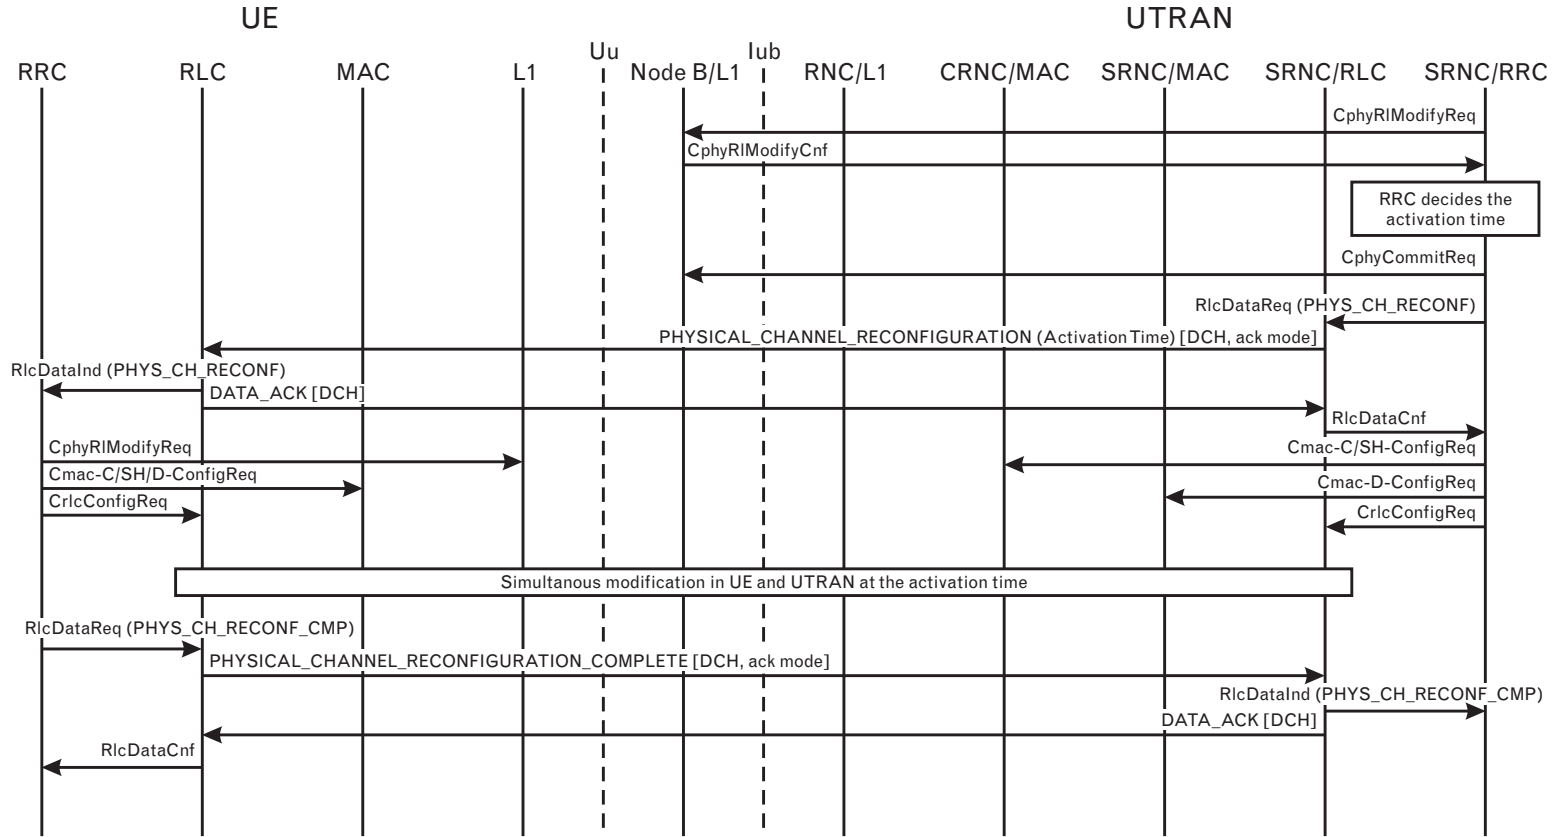 UE
UTRAN
Uu
Iub
RRC
RLC
MAC
L1
Node B/L1
RNC/L1
CRNC/MAC
SRNC/MAC
SRNC/RLC
SRNC/RRC
CphyRlModifyReq
CphyRlModifyCnf
RRC decides the
activation time
CphyCommitReq
RlcDataReq (PHYS_CH_RECONF)
PHYSICAL_CHANNEL_RECONFIGURATION (Activation Time) [DCH, ack mode]
RlcDataInd (PHYS_CH_RECONF)
DATA_ACK [DCH]
RlcDataCnf
CphyRlModifyReq
Cmac-C/SH-ConfigReq
Cmac-C/SH/D-ConfigReq
Cmac-D-ConfigReq
CrlcConfigReq
CrlcConfigReq
Simultanous modification in UE and UTRAN at the activation time
RlcDataReq (PHYS_CH_RECONF_CMP)
PHYSICAL_CHANNEL_RECONFIGURATION_COMPLETE [DCH, ack mode]
RlcDataInd (PHYS_CH_RECONF_CMP)
DATA_ACK [DCH]
RlcDataCnf